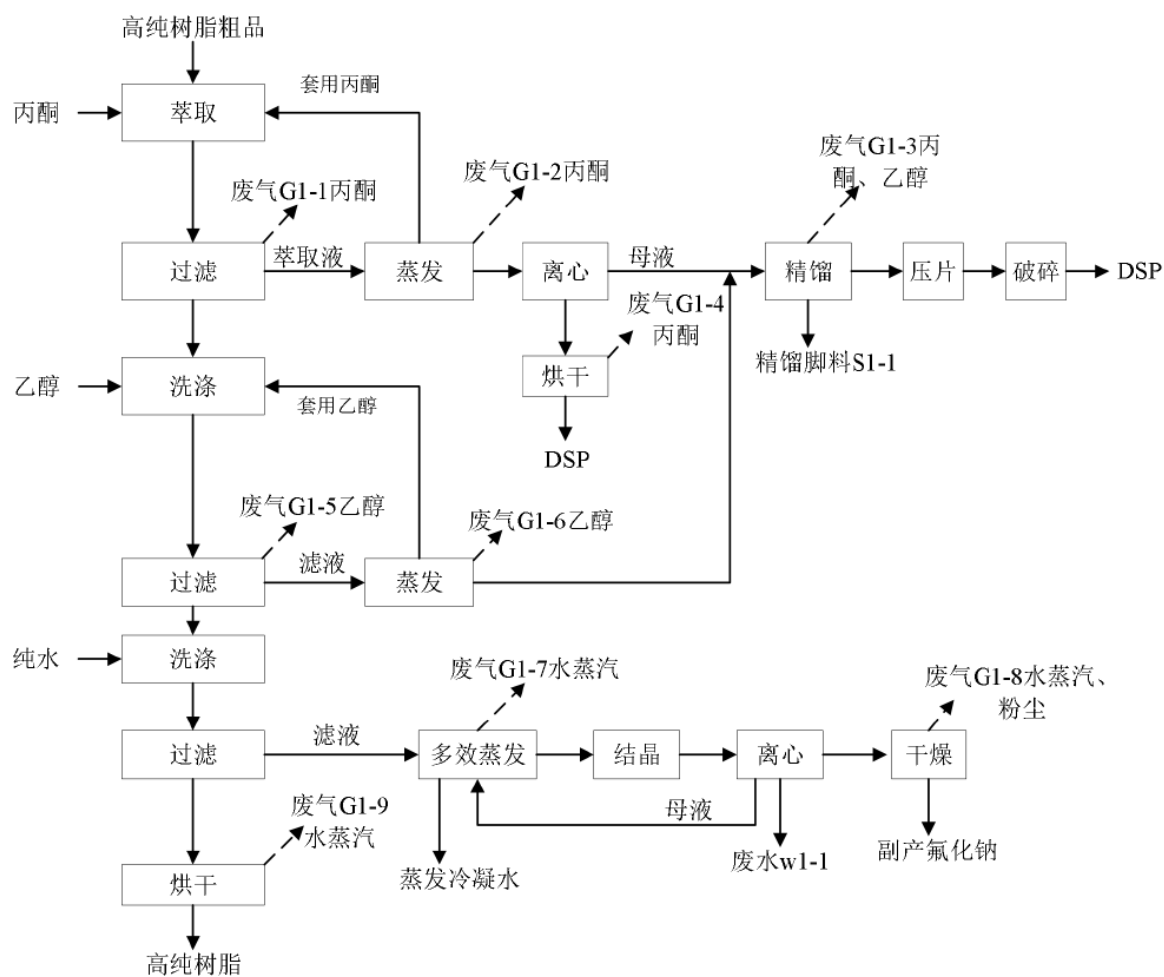 高纯树脂粗品
套用丙酮
丙酮
萃取
废气G1-1丙酮
废气G1-2丙酮
废气G1-3丙
酮、乙醇
过滤
萃取液
蒸发
离心
母液
精馏
压片
破碎
DSP
废气G1-4
丙酮
精馏脚料S1-1
烘干
DSP
乙醇
洗涤
套用乙醇
废气G1-5乙醇
废气G1-6乙醇
过滤
滤液
蒸发
纯水
洗涤
废气G1-7水蒸汽
废气G1-8水蒸汽、
粉尘
过滤
滤液
多效蒸发
结晶
离心
干燥
母液
废气G1-9
水蒸汽
蒸发冷凝水
废水w1-1
副产氟化钠
烘干
高纯树脂